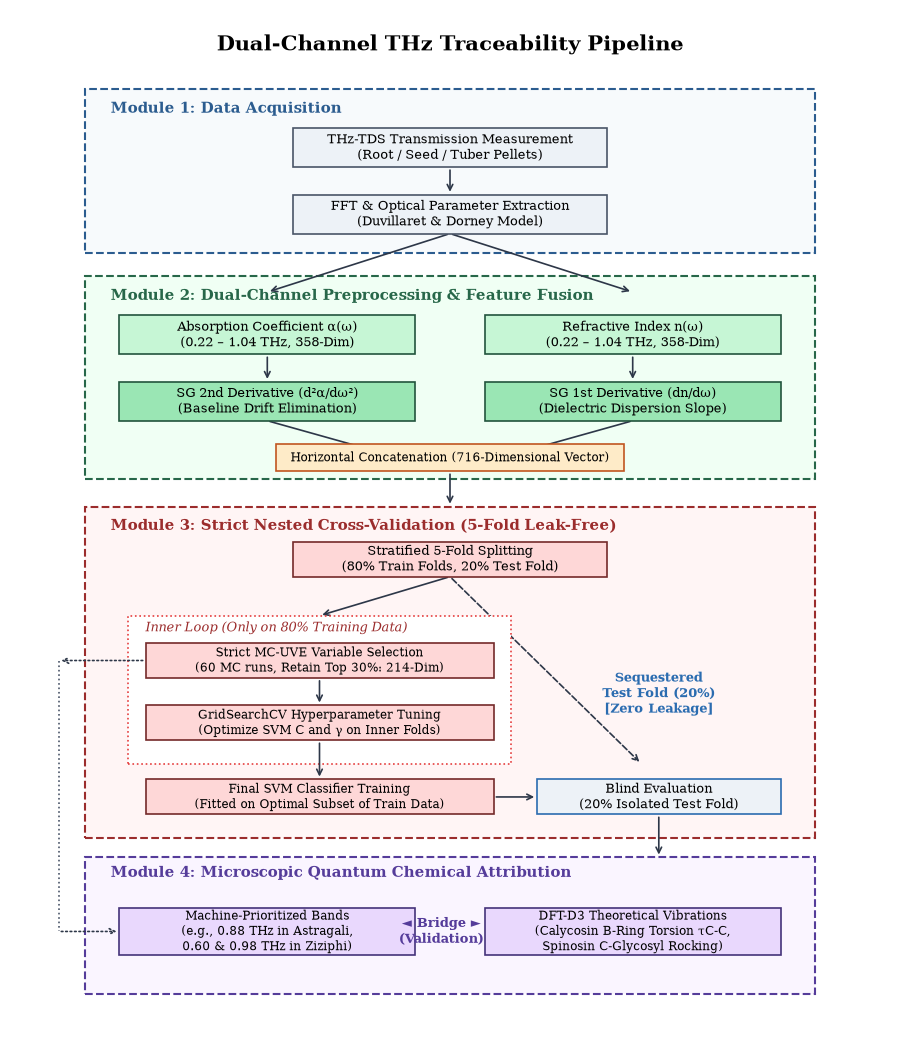 Dual-Channel THz Traceability Pipeline
Module 1: Data Acquisition
THz-TDS Transmission Measurement
(Root / Seed / Tuber Pellets)
FFT & Optical Parameter Extraction
(Duvillaret & Dorney Model)
Module 2: Dual-Channel Preprocessing & Feature Fusion
Absorption Coefficient α(ω)
(0.22 – 1.04 THz, 358-Dim)
Refractive Index n(ω)
(0.22 – 1.04 THz, 358-Dim)
SG 2nd Derivative (d²α/dω²)
(Baseline Drift Elimination)
SG 1st Derivative (dn/dω)
(Dielectric Dispersion Slope)
Horizontal Concatenation (716-Dimensional Vector)
Module 3: Strict Nested Cross-Validation (5-Fold Leak-Free)
Stratified 5-Fold Splitting
(80% Train Folds, 20% Test Fold)
Inner Loop (Only on 80% Training Data)
Strict MC-UVE Variable Selection
(60 MC runs, Retain Top 30%: 214-Dim)
GridSearchCV Hyperparameter Tuning
(Optimize SVM C and γ on Inner Folds)
Sequestered
Test Fold (20%)
[Zero Leakage]
Final SVM Classifier Training
(Fitted on Optimal Subset of Train Data)
Blind Evaluation
(20% Isolated Test Fold)
Module 4: Microscopic Quantum Chemical Attribution
Machine-Prioritized Bands
(e.g., 0.88 THz in Astragali,
0.60 & 0.98 THz in Ziziphi)
◄ Bridge ►
(Validation)
DFT-D3 Theoretical Vibrations
(Calycosin B-Ring Torsion τC-C,
Spinosin C-Glycosyl Rocking)